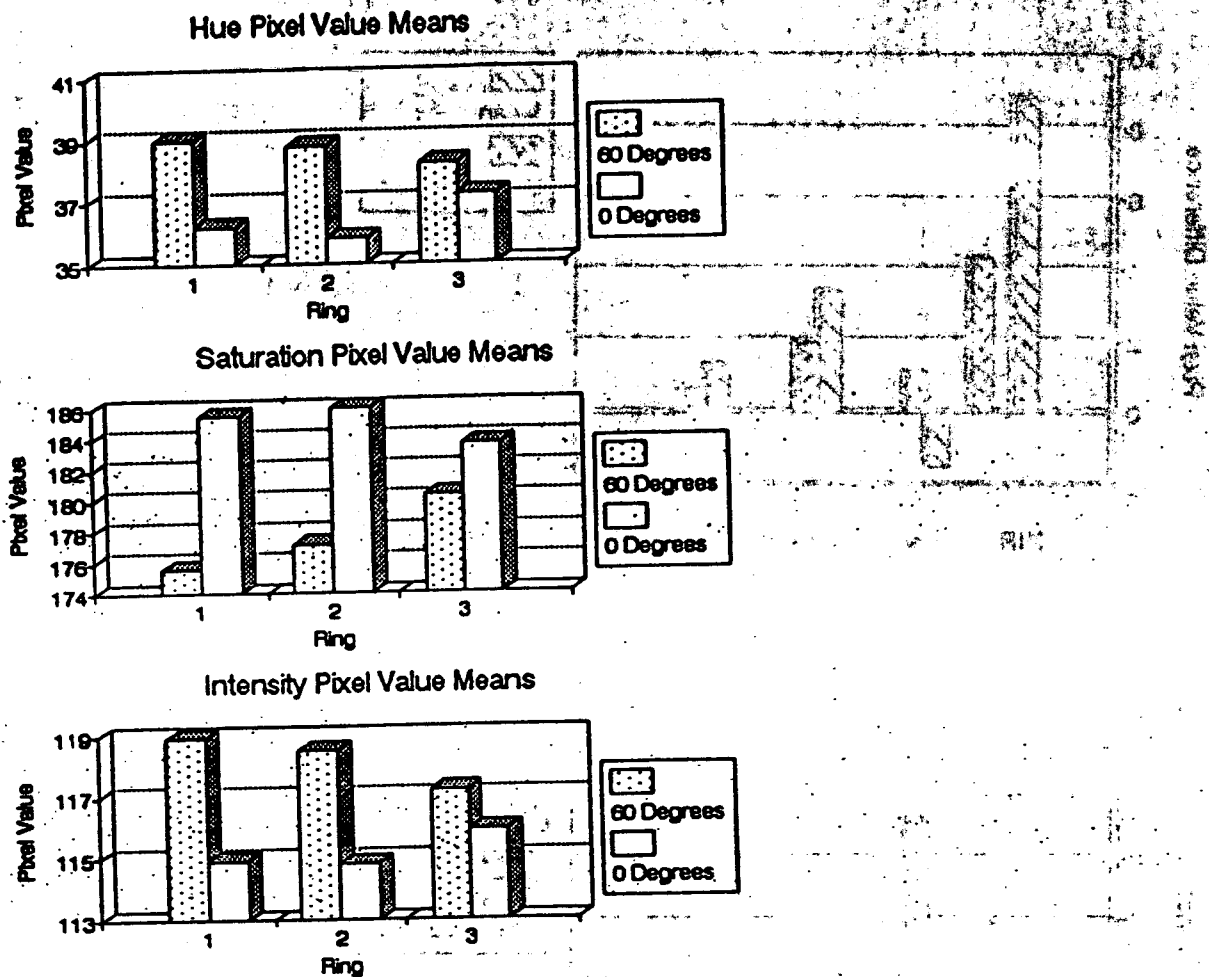 Hue Pixel Value Means
41
39
37
35
Pixel Value
1
2
3
Ring
60 Degrees
0 Degrees
Saturation Pixel Value Means
186
184
182
180
178
176
174
Pixel Value
1
2
3
Ring
60 Degrees
0 Degrees
Intensity Pixel Value Means
119
117
115
113
Pixel Value
1
2
3
Ring
60 Degrees
0 Degrees